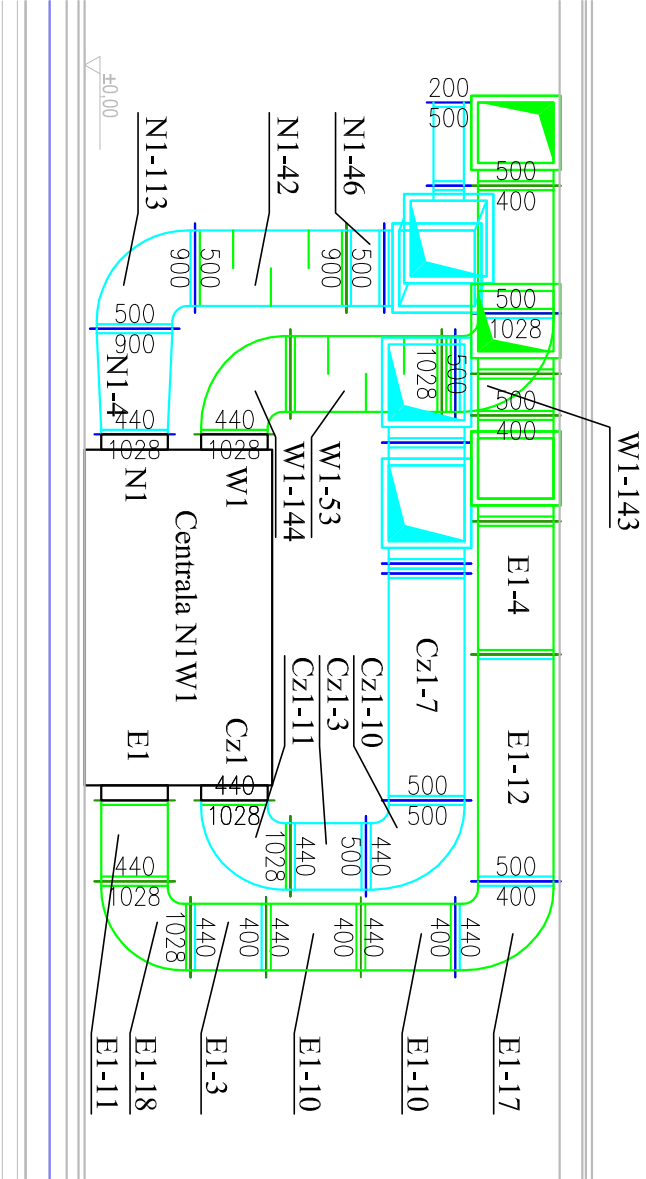 ±0,00
N1-113
N1-42
N1-46
200
500
500
400
900
500
900
500
500
1028
500
900
N1-4
440
1028
440
1028
W1-144
W1-53
1028
500
500
400
W1-143
N1
W1
Centrala N1W1
E1
Cz1
Cz1-11
Cz1-3
Cz1-10
Cz1-7
E1-4
E1-12
440
1028
500
500
500
400
1028
440
500
440
440
1028
1028
440
400
440
400
440
400
440
E1-11
E1-18
E1-3
E1-10
E1-10
E1-17